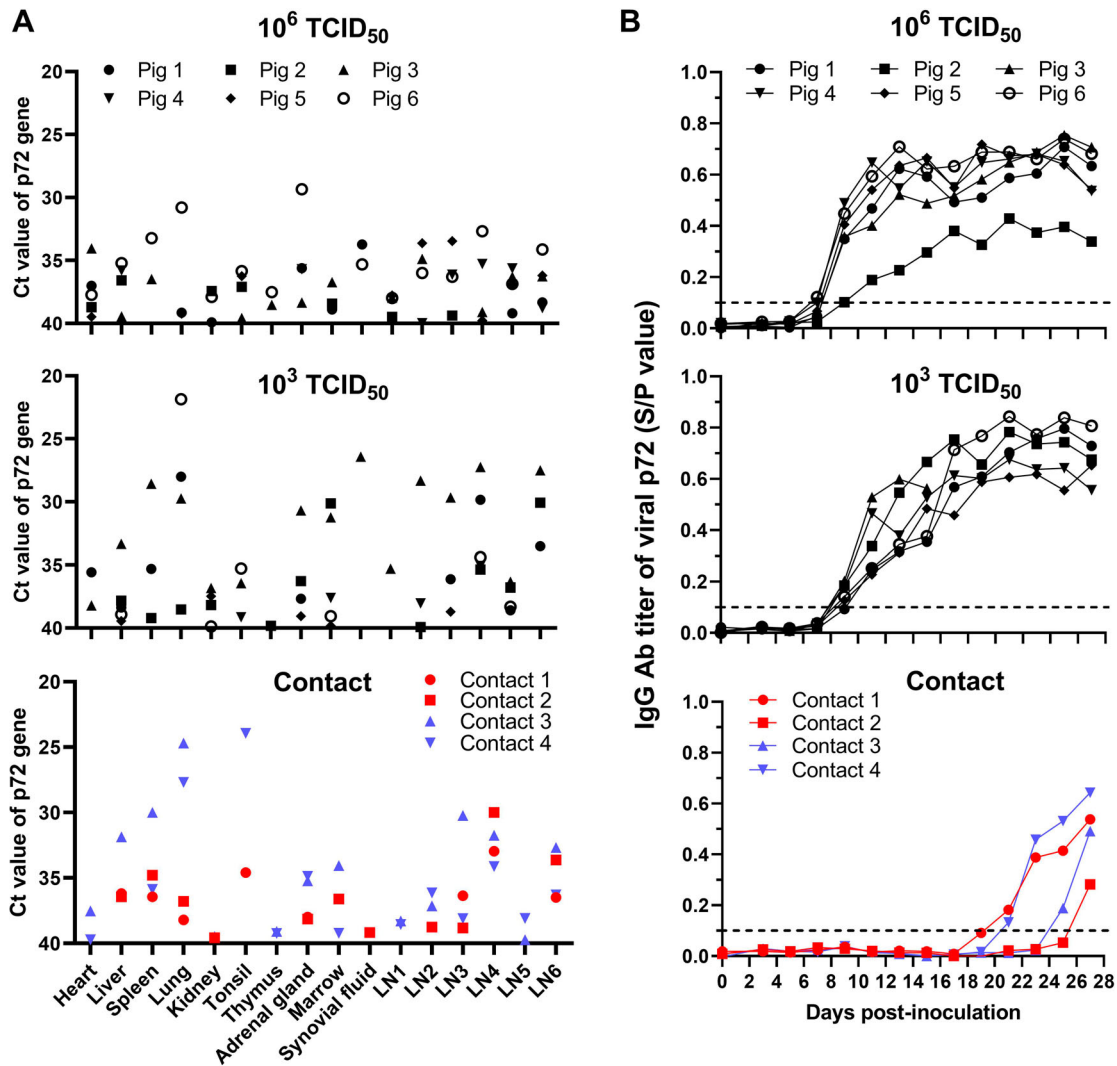 A
10⁶ TCID₅₀
Pig 1 Pig 2 Pig 3
Pig 4 Pig 5 Pig 6
Ct value of p72 gene
20
25
30
35
40
10³ TCID₅₀
Ct value of p72 gene
20
25
30
35
40
Contact
Contact 1
Contact 2
Contact 3
Contact 4
Ct value of p72 gene
20
25
30
35
40
Heart
Liver
Spleen
Lung
Kidney
Tonsil
Thymus
Adrenal gland
Marrow
Synovial fluid
LN1
LN2
LN3
LN4
LN5
LN6
B
10⁶ TCID₅₀
Pig 1 Pig 2 Pig 3
Pig 4 Pig 5 Pig 6
IgG Ab titer of viral p72 (S/P value)
1.0
0.8
0.6
0.4
0.2
0.0
10³ TCID₅₀
1.0
0.8
0.6
0.4
0.2
0.0
Contact
Contact 1
Contact 2
Contact 3
Contact 4
1.0
0.8
0.6
0.4
0.2
0.0
0 2 4 6 8 10 12 14 16 18 20 22 24 26 28
Days post-inoculation